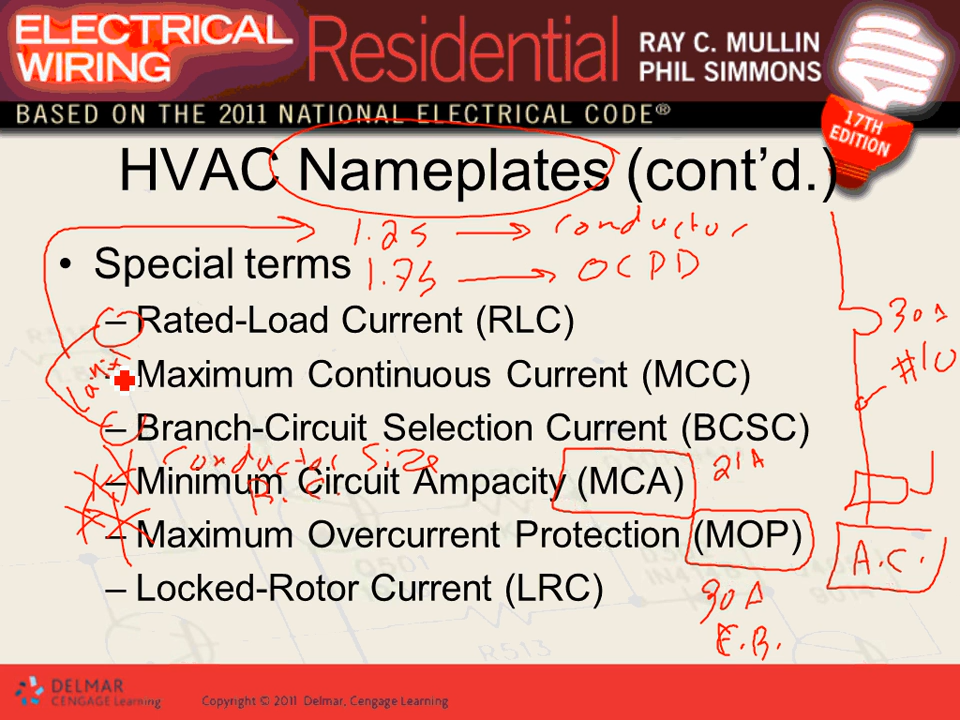 ELECTRICAL WIRING Residential RAY C. MULLIN PHIL SIMMONS
BASED ON THE 2011 NATIONAL ELECTRICAL CODE®
17TH EDITION
HVAC Nameplates (cont’d.)
1.25 → conductor
• Special terms
1.75 → OCPD
– Rated-Load Current (RLC)
30A
#10
– Maximum Continuous Current (MCC)
– Branch-Circuit Selection Current (BCSC)
Conductor Size
B.C.
21A
– Minimum Circuit Ampacity (MCA)
– Maximum Overcurrent Protection (MOP)
A.C.
– Locked-Rotor Current (LRC)
30A
R513
DELMAR
CENGAGE Learning
Copyright © 2011 Delmar, Cengage Learning